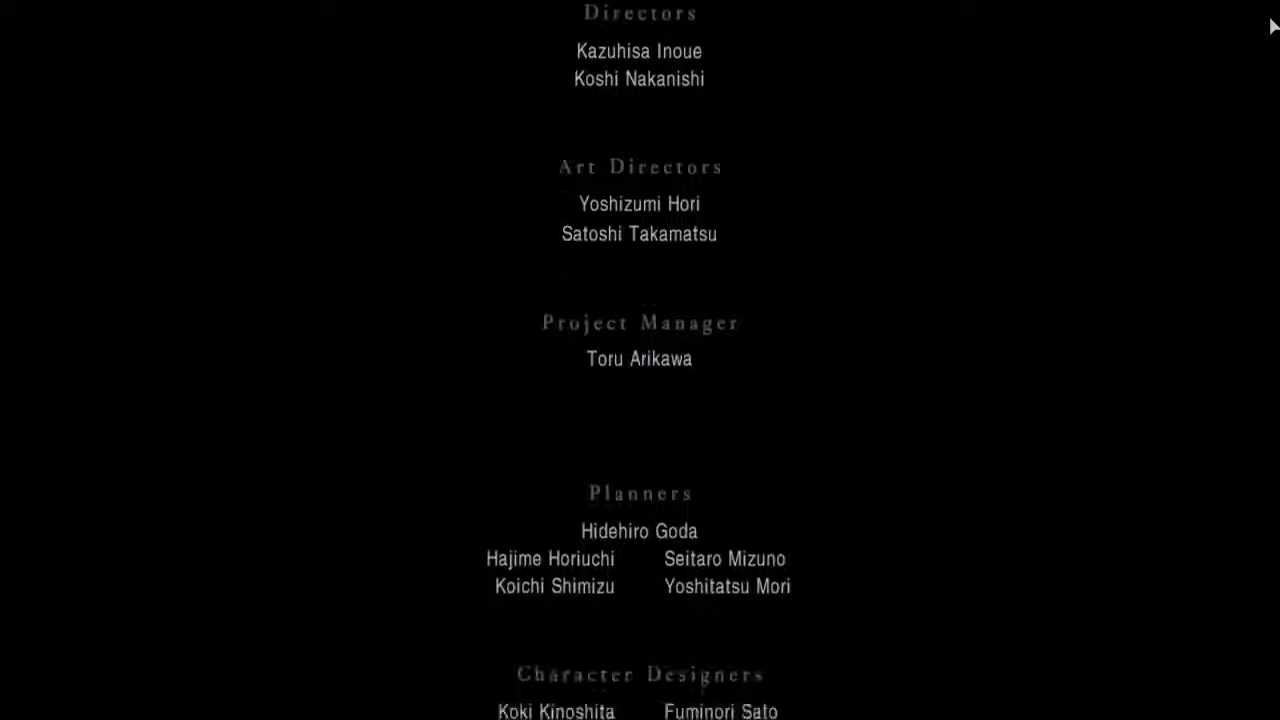 Directors
Kazuhisa Inoue
Koshi Nakanishi
Art Directors
Yoshizumi Hori
Satoshi Takamatsu
Project Manager
Toru Arikawa
Planners
Hidehiro Goda
Hajime Horiuchi Seitaro Mizuno
Koichi Shimizu Yoshitatsu Mori
Character Designers
Koki Kinoshita Fuminori Sato